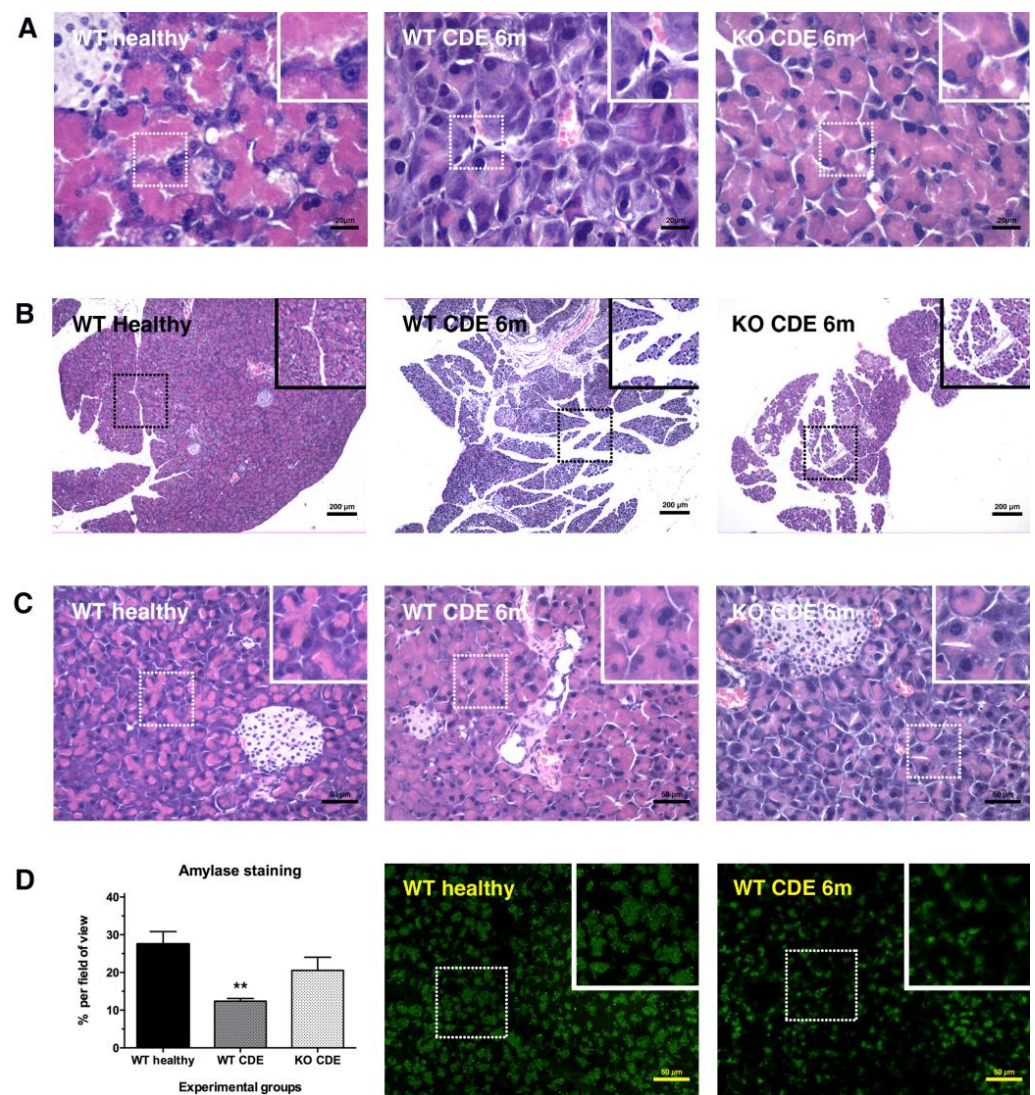 A
WT healthy
20µm
WT CDE 6m
20µm
KO CDE 6m
20µm
B
WT Healthy
200 µm
WT CDE 6m
200 µm
KO CDE 6m
200 µm
C
WT healthy
50 µm
WT CDE 6m
50 µm
KO CDE 6m
50 µm
D
Amylase staining
40
30
20
10
0
% per field of view
**
WT healthy
WT CDE
KO CDE
Experimental groups
WT healthy
50 µm
WT CDE 6m
50 µm